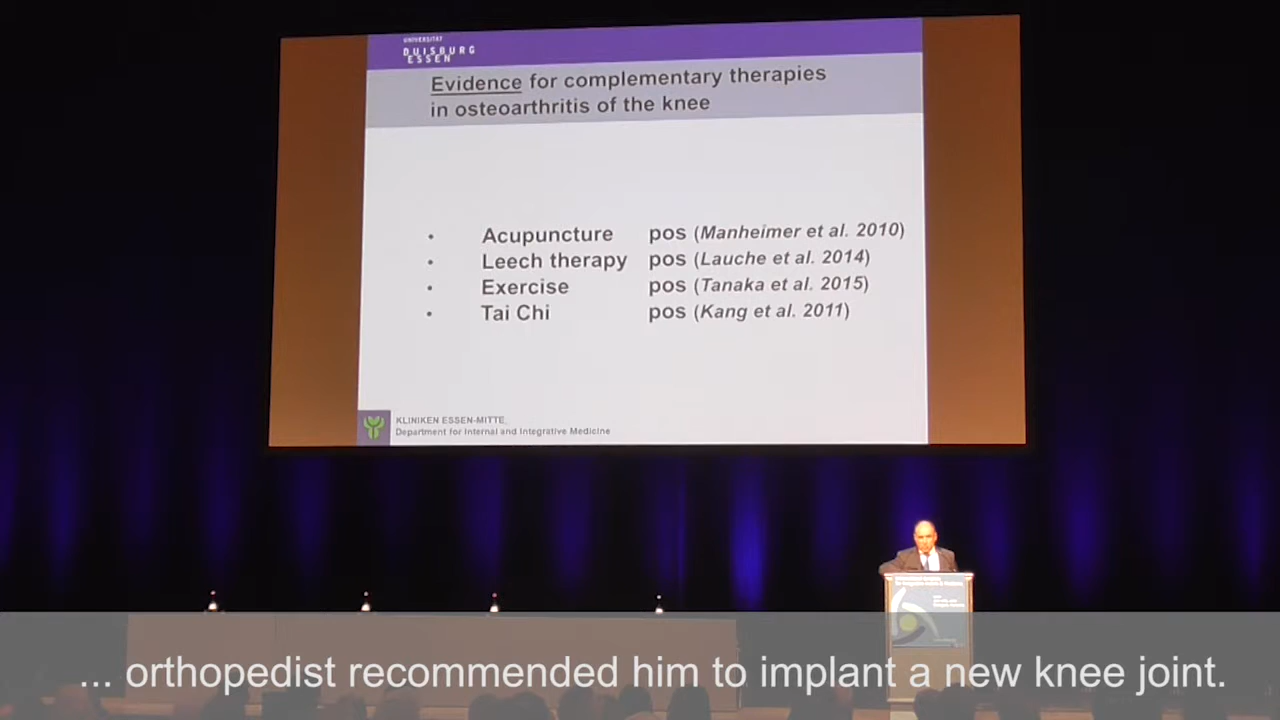 UNIVERSITÄT
DUISBURG
ESSEN
Evidence for complementary therapies
in osteoarthritis of the knee
• Acupuncture pos (Manheimer et al. 2010)
• Leech therapy pos (Lauche et al. 2014)
• Exercise pos (Tanaka et al. 2015)
• Tai Chi pos (Kang et al. 2011)
KLINIKEN ESSEN-MITTE,
Department for Internal and Integrative Medicine
... orthopedist recommended him to implant a new knee joint.